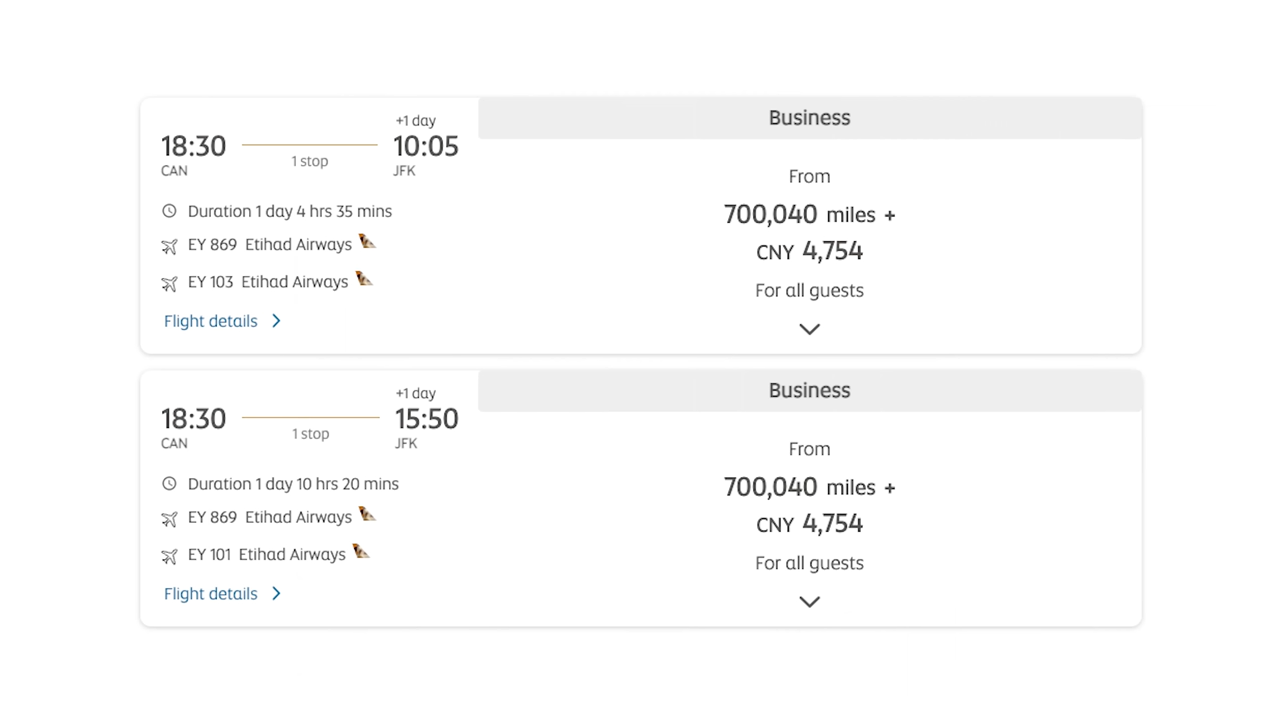 +1 day
18:30 10:05
1 stop
CAN JFK
Duration 1 day 4 hrs 35 mins
EY 869 Etihad Airways
EY 103 Etihad Airways
Flight details
Business
From
700,040 miles +
CNY 4,754
For all guests
+1 day
18:30 15:50
1 stop
CAN JFK
Duration 1 day 10 hrs 20 mins
EY 869 Etihad Airways
EY 101 Etihad Airways
Flight details
Business
From
700,040 miles +
CNY 4,754
For all guests